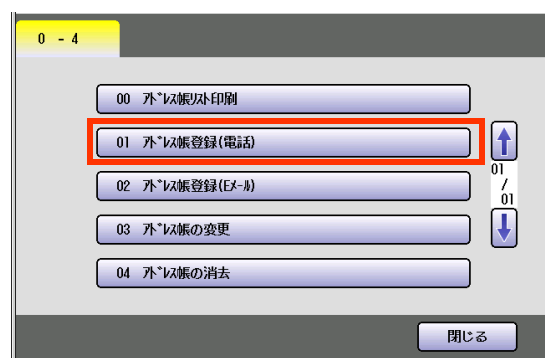 0 - 4
00 ｱﾄﾞﾚｽ帳ﾘｽﾄ印刷
01 ｱﾄﾞﾚｽ帳登録(電話)
02 ｱﾄﾞﾚｽ帳登録(Eﾒｰﾙ)
03 ｱﾄﾞﾚｽ帳の変更
04 ｱﾄﾞﾚｽ帳の消去
01
/
01
閉じる